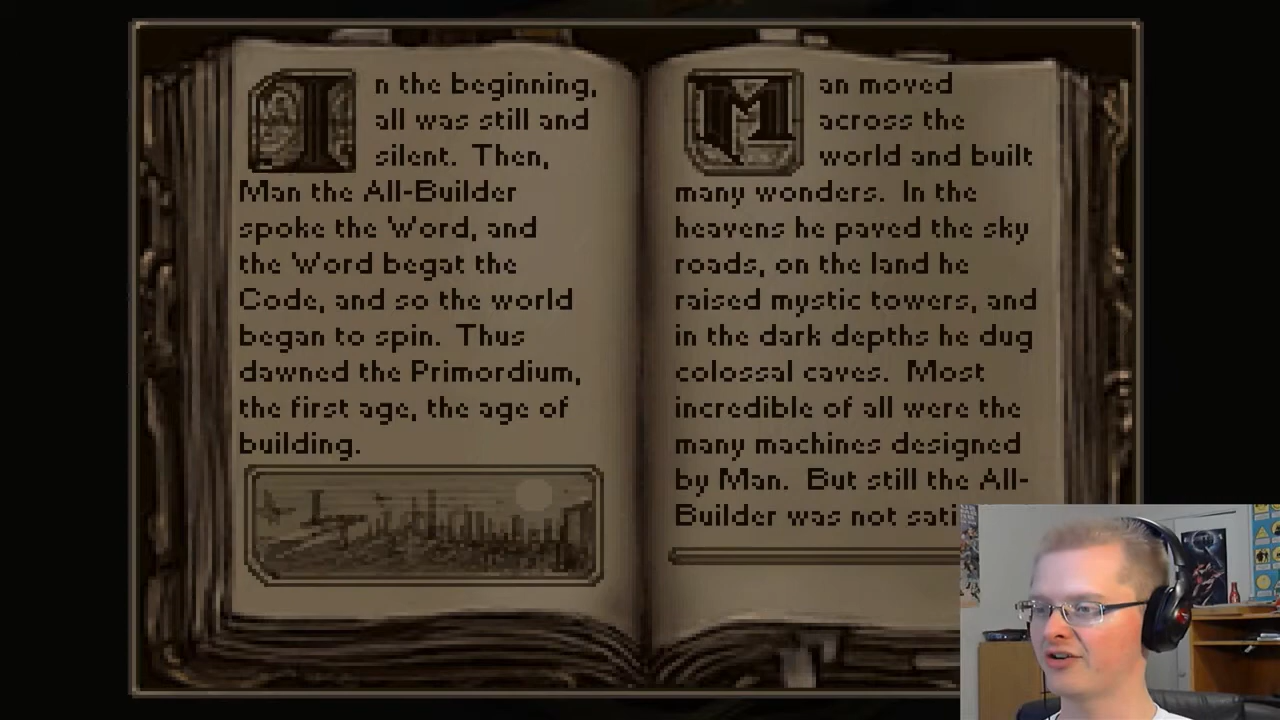 In the beginning,
all was still and
silent. Then,
Man the All-Builder
spoke the Word, and
the Word begat the
Code, and so the world
began to spin. Thus
dawned the Primordium,
the first age, the age of
building.
Man moved
across the
world and built
many wonders. In the
heavens he paved the sky
roads, on the land he
raised mystic towers, and
in the dark depths he dug
colossal caves. Most
incredible of all were the
many machines designed
by Man. But still the All-
Builder was not sati